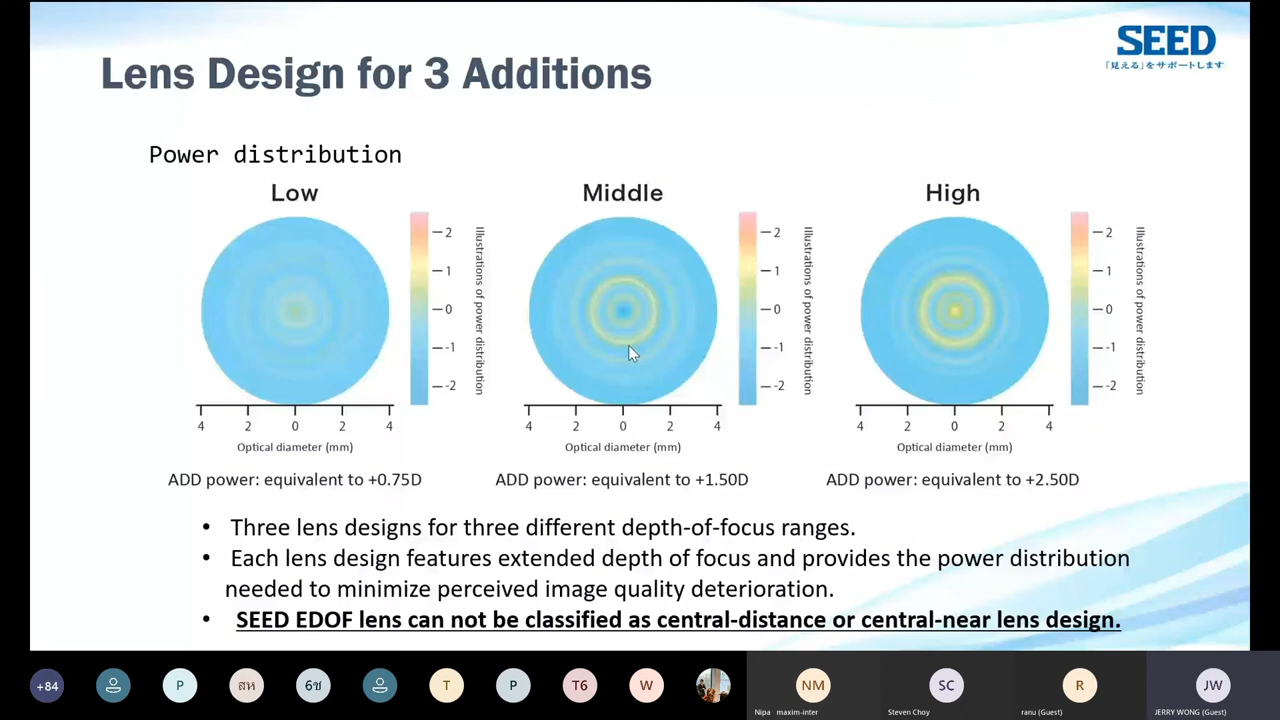 SEED
「見える」をサポートします
Lens Design for 3 Additions
Power distribution
Low
Middle
High
2
1
0
-1
-2
Illustrations of power distribution
2
1
0
-1
-2
Illustrations of power distribution
2
1
0
-1
-2
Illustrations of power distribution
4 2 0 2 4
4 2 0 2 4
4 2 0 2 4
Optical diameter (mm)
Optical diameter (mm)
Optical diameter (mm)
ADD power: equivalent to +0.75D
ADD power: equivalent to +1.50D
ADD power: equivalent to +2.50D
• Three lens designs for three different depth-of-focus ranges.
• Each lens design features extended depth of focus and provides the power distribution
needed to minimize perceived image quality deterioration.
• SEED EDOF lens can not be classified as central-distance or central-near lens design.
+84
P
สห
6ช
T
P
T6
W
NM
SC
R
JW
Nipa maxim-inter
Steven Choy
ranu (Guest)
JERRY WONG (Guest)